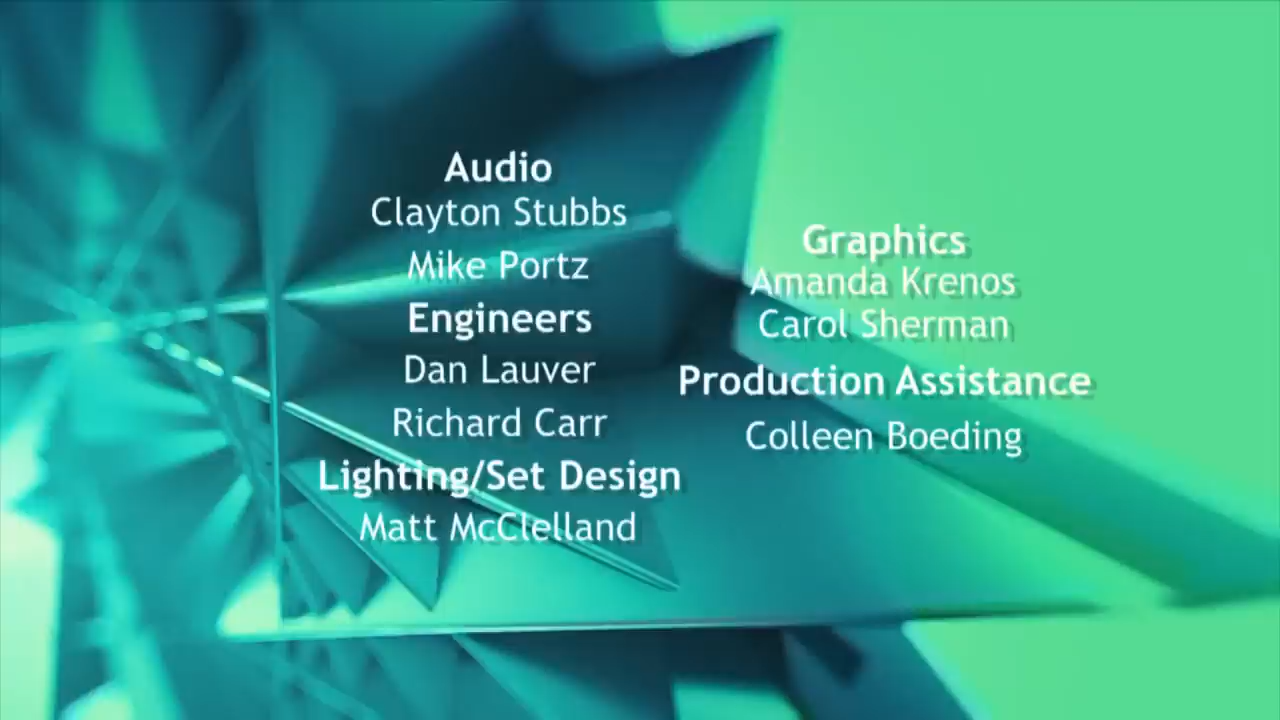 Audio
Clayton Stubbs
Mike Portz
Engineers
Dan Lauver
Richard Carr
Lighting/Set Design
Matt McClelland
Graphics
Amanda Krenos
Carol Sherman
Production Assistance
Colleen Boeding